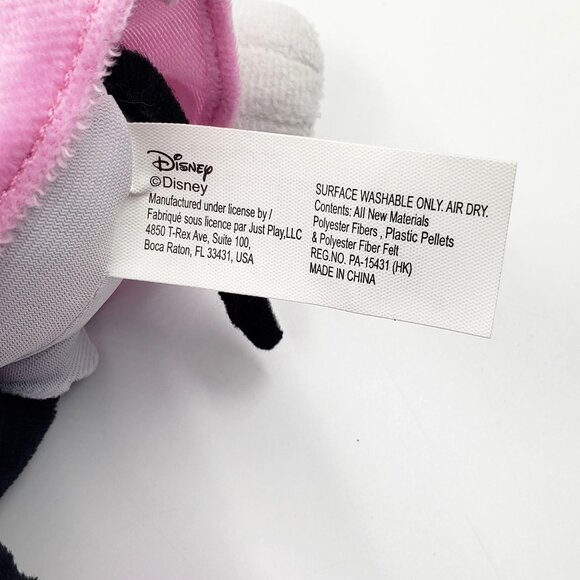 Disney
©Disney
Manufactured under license by /
Fabriqué sous licence par Just Play,LLC
4850 T-Rex Ave, Suite 100,
Boca Raton, FL 33431, USA
SURFACE WASHABLE ONLY. AIR DRY.
Contents: All New Materials
Polyester Fibers , Plastic Pellets
& Polyester Fiber Felt
REG.NO. PA-15431 (HK)
MADE IN CHINA